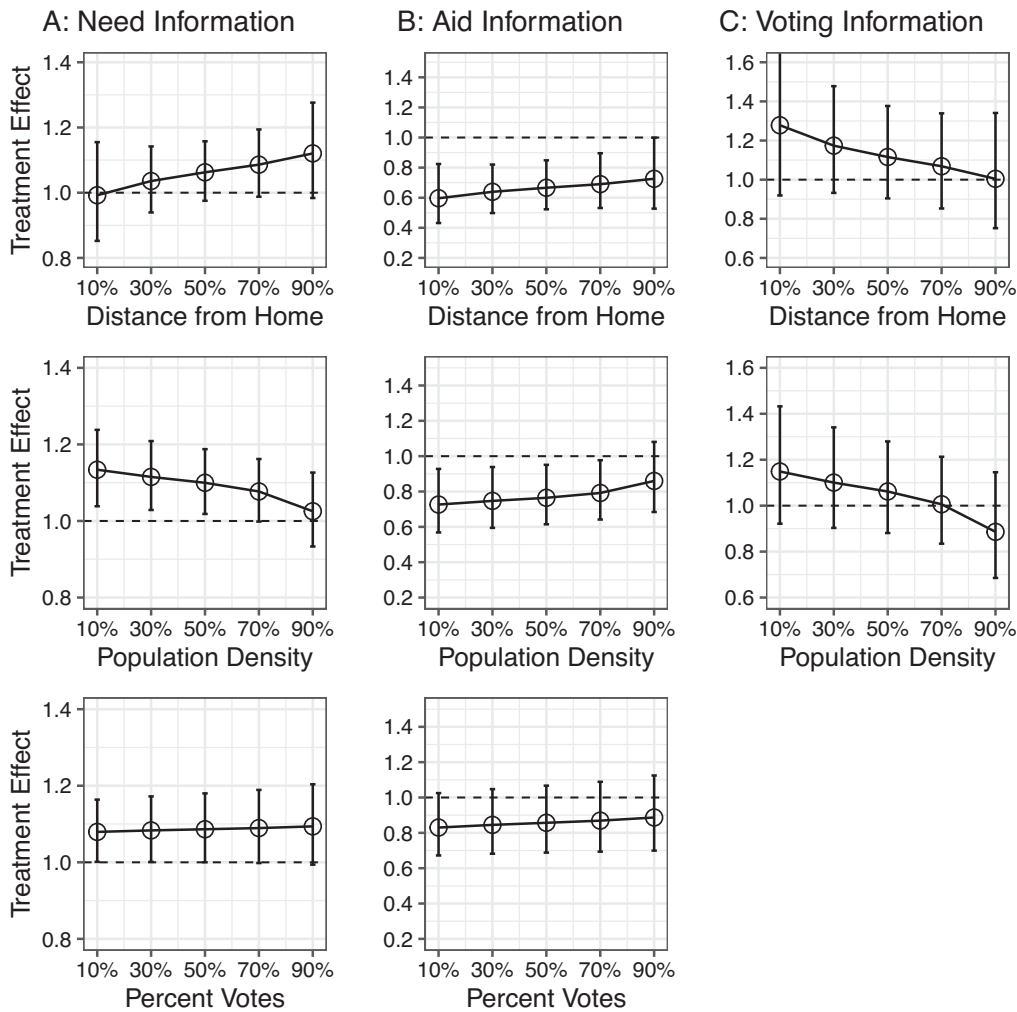 A: Need Information
B: Aid Information
C: Voting Information
Treatment Effect
1.4
1.2
1.0
0.8
10% 30% 50% 70% 90%
Distance from Home
1.4
1.2
1.0
0.8
0.6
0.4
0.2
10% 30% 50% 70% 90%
Distance from Home
1.6
1.4
1.2
1.0
0.8
0.6
10% 30% 50% 70% 90%
Distance from Home
Treatment Effect
1.4
1.2
1.0
0.8
10% 30% 50% 70% 90%
Population Density
1.4
1.2
1.0
0.8
0.6
0.4
0.2
10% 30% 50% 70% 90%
Population Density
1.6
1.4
1.2
1.0
0.8
0.6
10% 30% 50% 70% 90%
Population Density
Treatment Effect
1.4
1.2
1.0
0.8
10% 30% 50% 70% 90%
Percent Votes
1.4
1.2
1.0
0.8
0.6
0.4
0.2
10% 30% 50% 70% 90%
Percent Votes